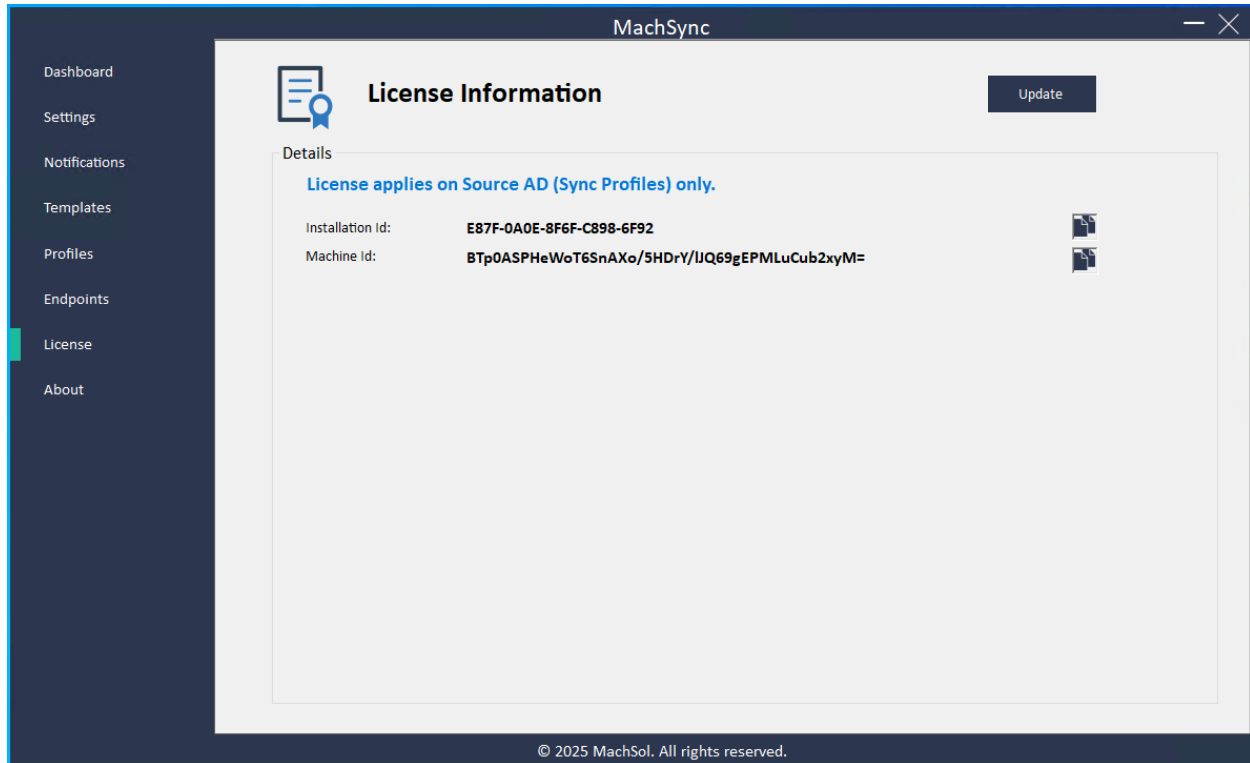 MachSync
Dashboard
Settings
Notifications
Templates
Profiles
Endpoints
License
About
License Information
Update
Details
License applies on Source AD (Sync Profiles) only.
Installation Id: E87F-0A0E-8F6F-C898-6F92
Machine Id: BTp0ASPHeWoT6SnAXo/5HDrY/lJQ69gEPMLuCub2xyM=
© 2025 MachSol. All rights reserved.